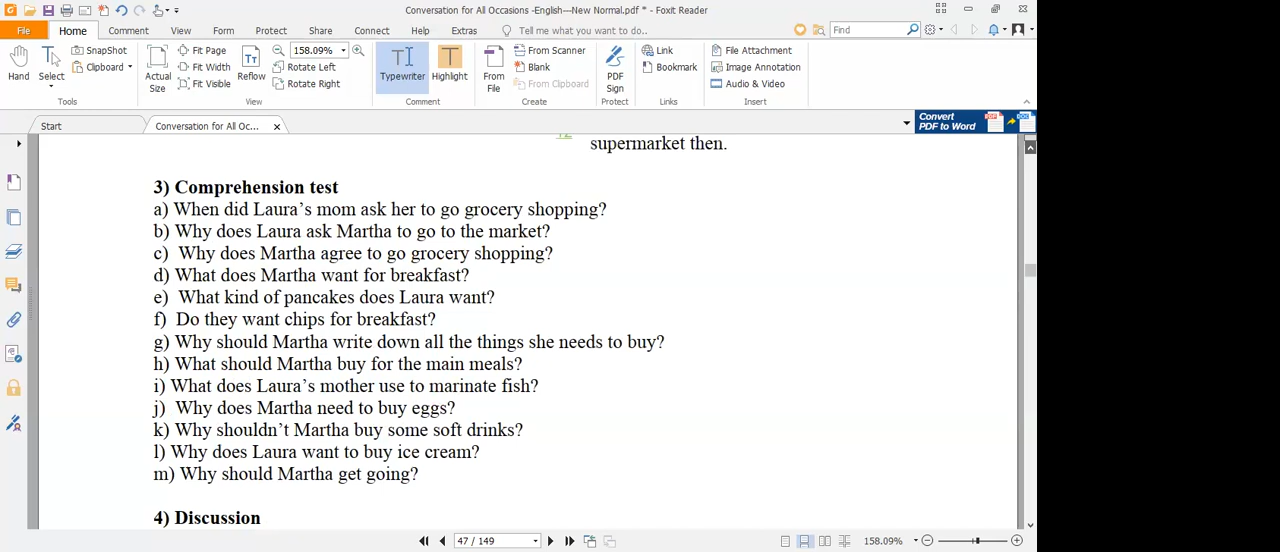 Conversation for All Occasions -English---New Normal.pdf * - Foxit Reader
File Home Comment View Form Protect Share Connect Help Extras Tell me what you want to do.. Find
Hand
Select
SnapShot
Clipboard
Tools
Actual Size
Fit Page
Fit Width
Fit Visible
Reflow
158.09%
Rotate Left
Rotate Right
View
Typewriter
Highlight
Comment
From File
From Scanner
Blank
From Clipboard
Create
PDF Sign
Protect
Link
Bookmark
Links
File Attachment
Image Annotation
Audio & Video
Insert
Start
Conversation for All Occ...
Convert
PDF to Word
supermarket then.
3) Comprehension test
a) When did Laura's mom ask her to go grocery shopping?
b) Why does Laura ask Martha to go to the market?
c) Why does Martha agree to go grocery shopping?
d) What does Martha want for breakfast?
e) What kind of pancakes does Laura want?
f) Do they want chips for breakfast?
g) Why should Martha write down all the things she needs to buy?
h) What should Martha buy for the main meals?
i) What does Laura's mother use to marinate fish?
j) Why does Martha need to buy eggs?
k) Why shouldn't Martha buy some soft drinks?
l) Why does Laura want to buy ice cream?
m) Why should Martha get going?
4) Discussion
47 / 149
158.09%